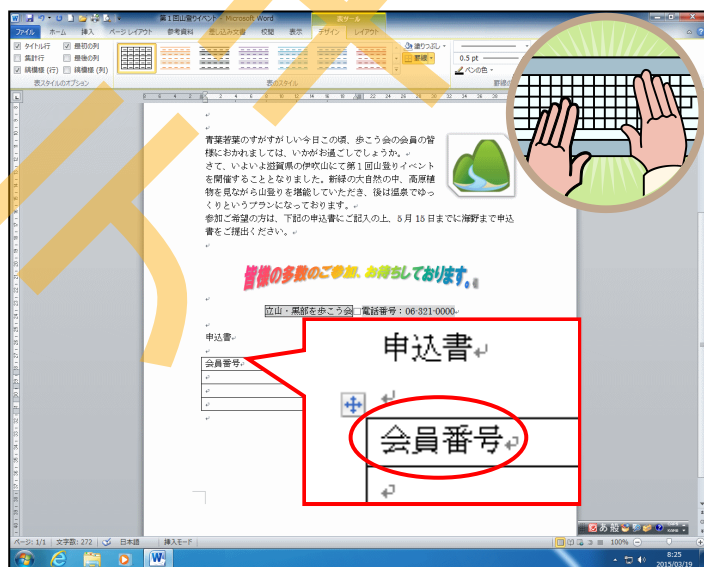 第１回山登りイベント - Microsoft Word
ファイル ホーム 挿入 ページ レイアウト 参考資料 差し込み文書 校閲 表示 デザイン レイアウト
タイトル行 最初の列
集計行 最後の列
縞模様 (行) 縞模様 (列)
表スタイルのオプション
表のスタイル
塗りつぶし
罫線
0.5 pt
ペンの色
青葉若葉のすがすがしい今日この頃、歩こう会の会員の皆
様におかれましては、いかがお過ごしでしょうか。
さて、いよいよ滋賀県の伊吹山にて第１回山登りイベント
を開催することとなりました。新緑の大自然の中、高原植
物を見ながら山登りを堪能していただき、後は温泉でゆっ
くりというプランになっております。
参加ご希望の方は、下記の申込書にご記入の上、5 月 15 日までに海野まで申込
書をご提出ください。
皆様の多数のご参加、お待ちしております。
立山・黒部を歩こう会□電話番号：06-321-0000
申込書
会員番号
申込書
会員番号
ページ: 1/1 文字数: 272 日本語 挿入モード
あ 般
100%
8:25
2015/03/19